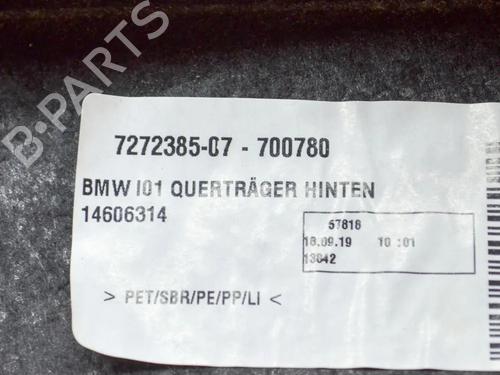 B-PARTS
7272385-07 - 700780
BMW I01 QUERTRÄGER HINTEN
14606314
57818
18.09.19 10:01
13842
> PET/SBR/PE/PP/LI <